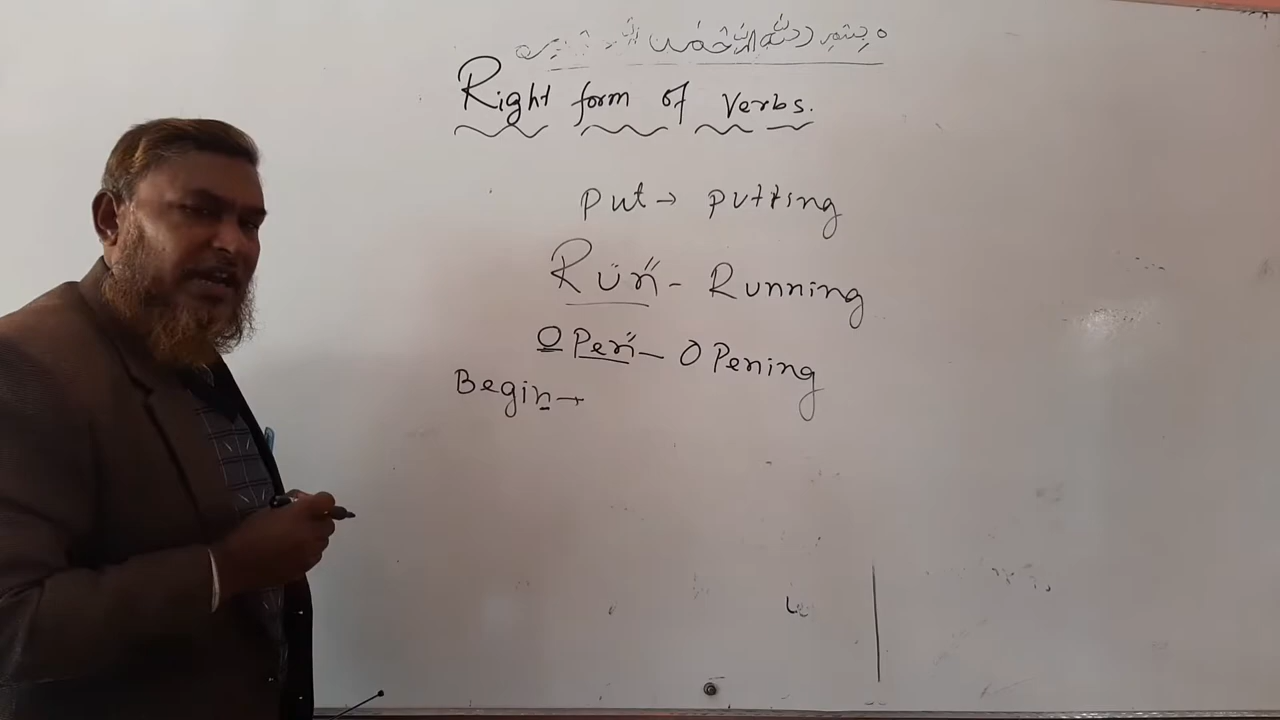 Right form of Verbs.
Put → putting
Run - Running
Open — Opening
Begin →